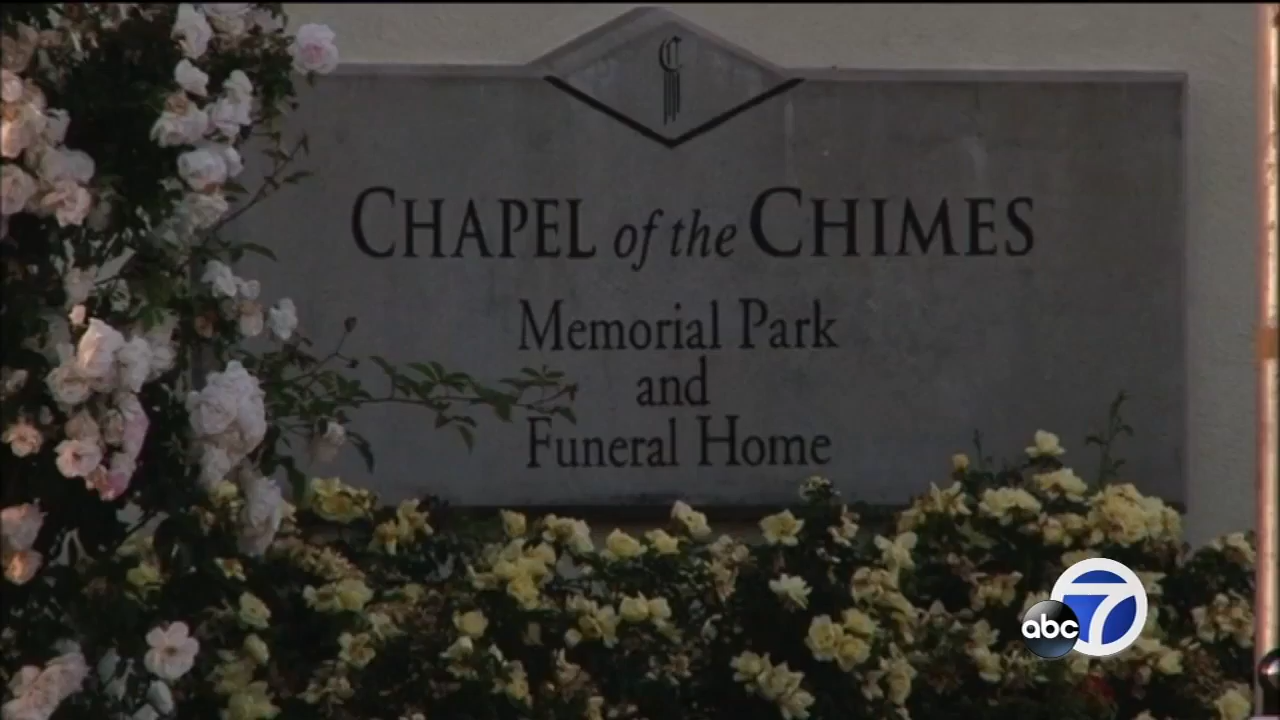 C
CHAPEL of the CHIMES
Memorial Park
and
Funeral Home
abc 7